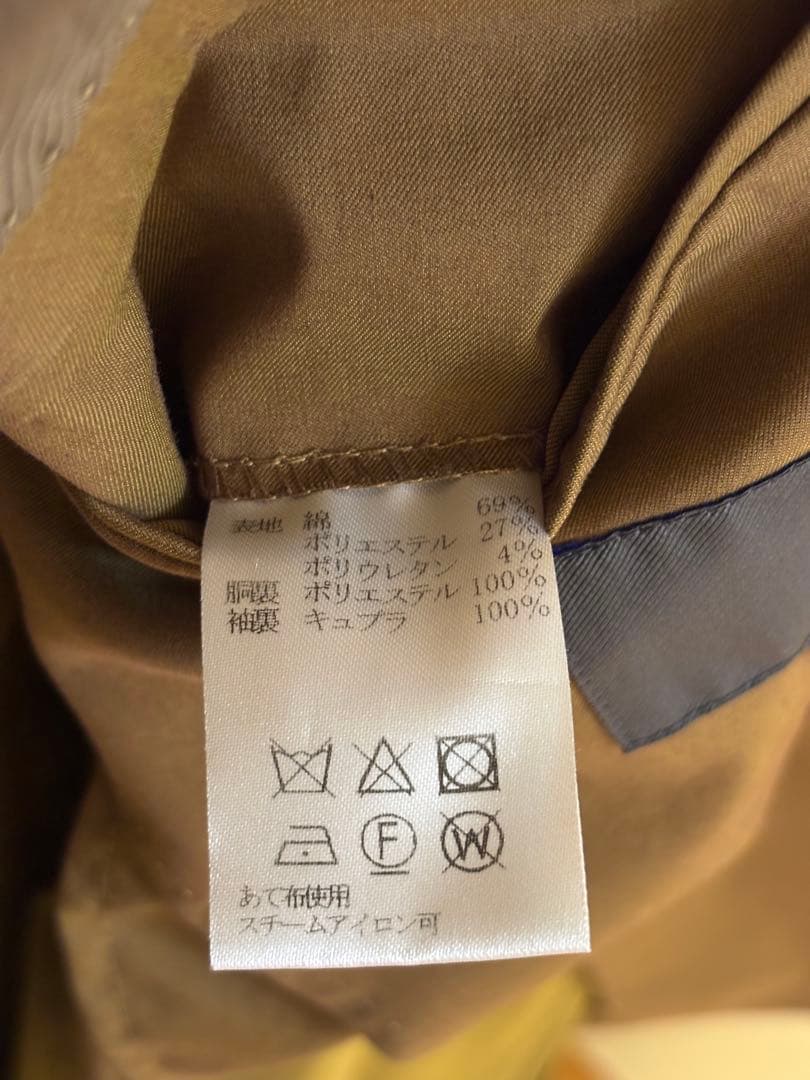 表地 綿 69%
ポリエステル 27%
ポリウレタン 4%
胴裏 ポリエステル 100%
袖裏 キュプラ 100%
F W
あて布使用
スチームアイロン可